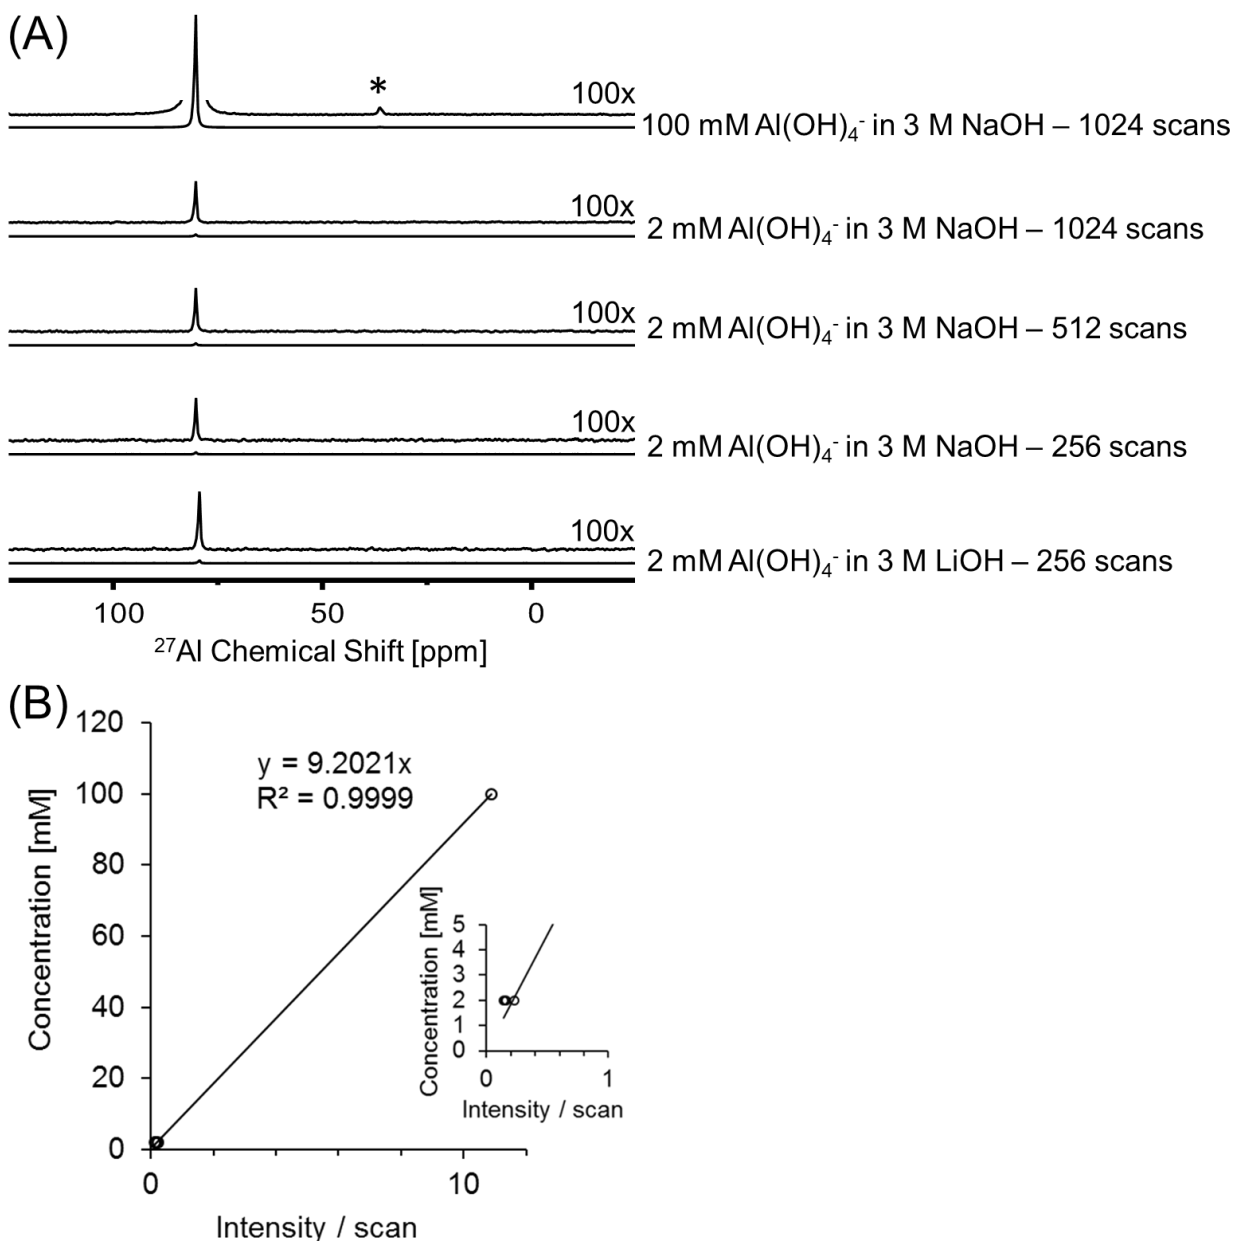 (A)
*
100x
100 mM Al(OH)₄⁻ in 3 M NaOH – 1024 scans
100x
2 mM Al(OH)₄⁻ in 3 M NaOH – 1024 scans
100x
2 mM Al(OH)₄⁻ in 3 M NaOH – 512 scans
100x
2 mM Al(OH)₄⁻ in 3 M NaOH – 256 scans
100x
2 mM Al(OH)₄⁻ in 3 M LiOH – 256 scans
100 50 0
²⁷Al Chemical Shift [ppm]
(B)
120
100
80
60
40
20
0
Concentration [mM]
y = 9.2021x
R² = 0.9999
0 10
Intensity / scan
Concentration [mM]
5
4
3
2
1
0
0 1
Intensity / scan